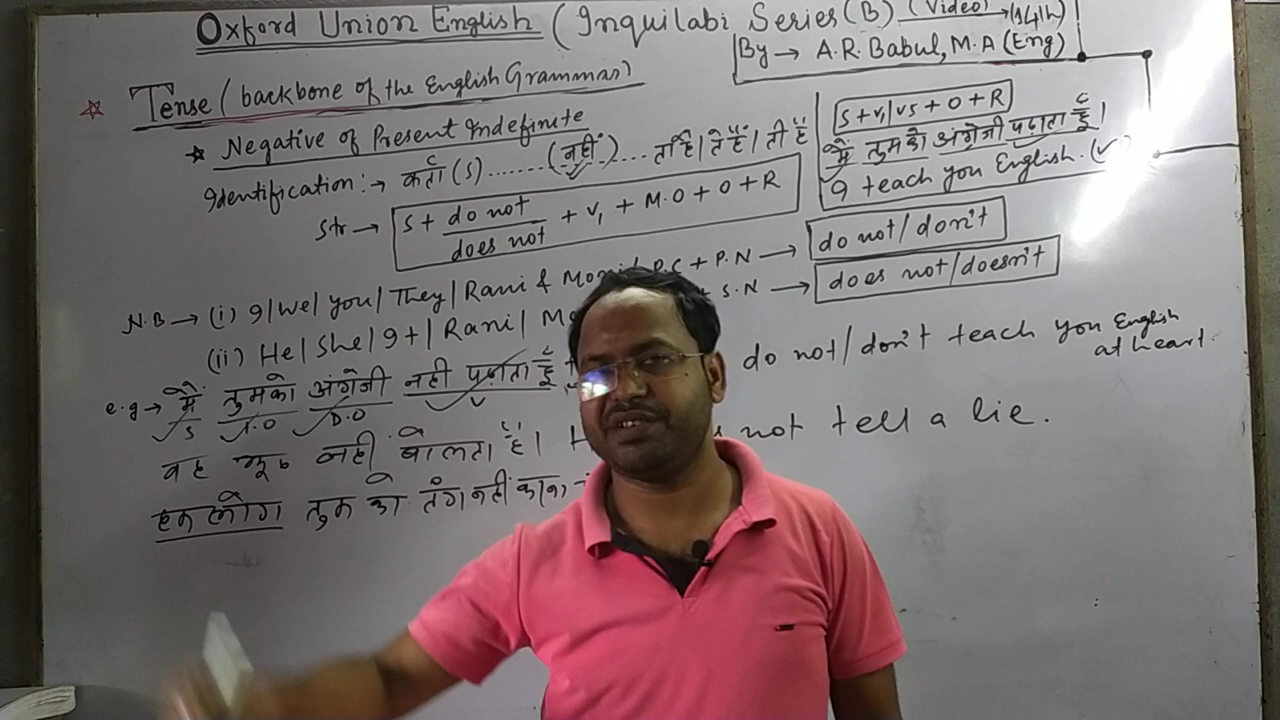 Oxford Union English (Inquilabi Series (B) (Video) → (14th)
By → A.R. Babul, M.A (Eng)
☆ Tense (backbone of the English Grammar)
* Negative of Present Indefinite
Identification :→ कर्ता (S) ....... (नहीं) ..... ता है। ते हैं। ती है
Str → S + do not / does not + V1 + M.O + O + R
S + V1/V5 + O + R
मैं तुमको अंग्रेजी पढ़ाता हूँ।
I teach you English. (✓)
N.B → (i) I/We/You/They/Rani & P.C + P.N → do not/don't
(ii) He/She/It/Rani/ + S.N → does not/doesn't
e.g → मैं तुमको अंग्रेजी नहीं पढ़ाता हूँ do not/don't teach you English at heart.
S I.O D.O V
वह झूठ नहीं बोलता है। not tell a lie.
हम लोग तुम को तंग नहीं